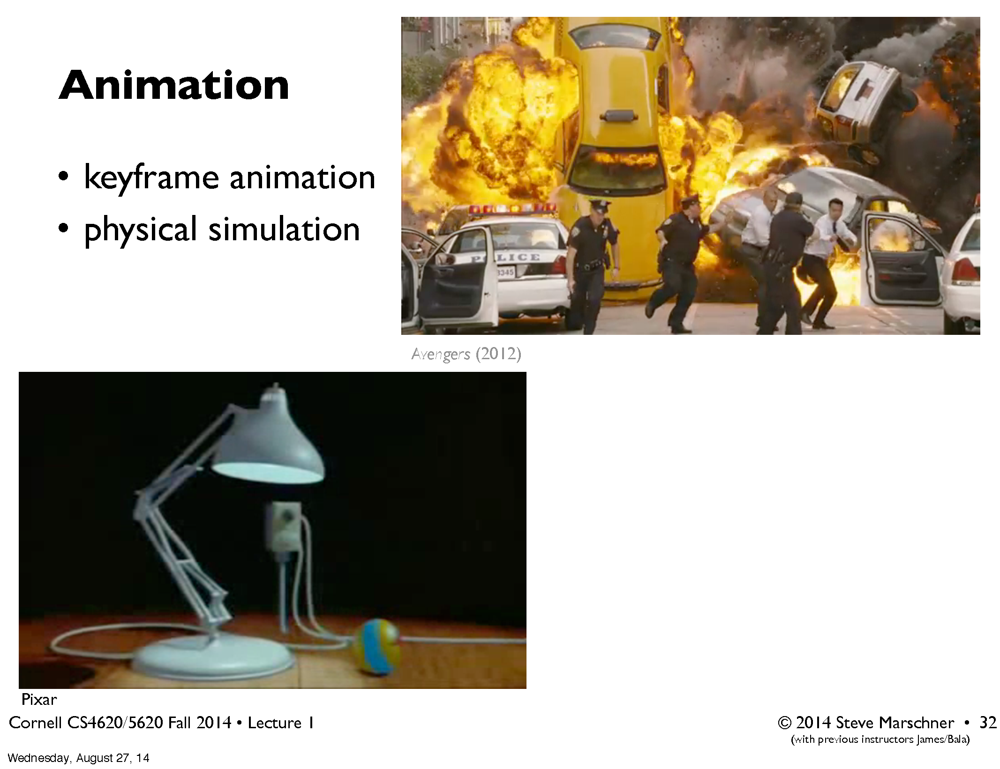 Animation
• keyframe animation
• physical simulation
POLICE
3345
Avengers (2012)
Pixar
Cornell CS4620/5620 Fall 2014 • Lecture 1
© 2014 Steve Marschner • 32
(with previous instructors James/Bala)
Wednesday, August 27, 14